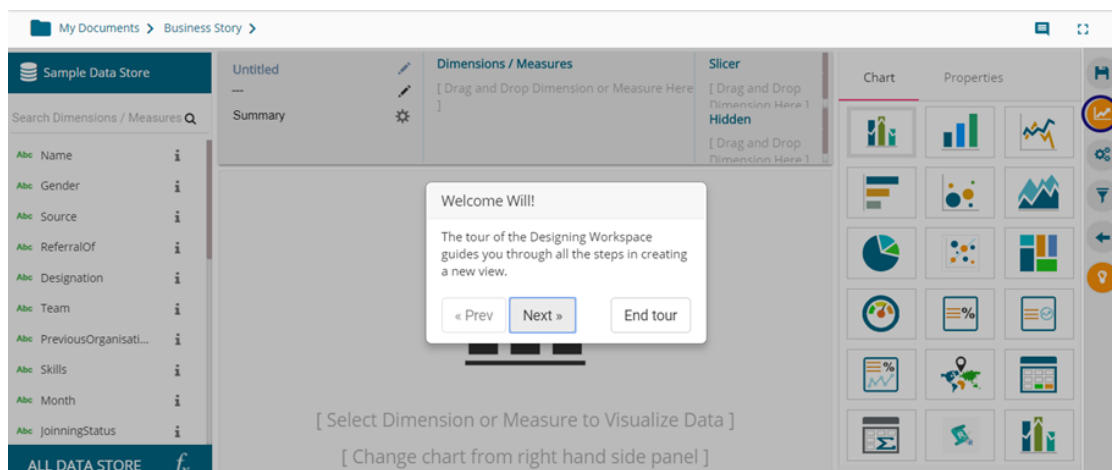 My Documents > Business Story >
Sample Data Store
Search Dimensions / Measures
Abc Name i
Abc Gender i
Abc Source i
Abc ReferralOf i
Abc Designation i
Abc Team i
Abc PreviousOrganisati... i
Abc Skills i
Abc Month i
Abc JoinningStatus i
ALL DATA STORE fx
Untitled
---
Summary
Dimensions / Measures
[ Drag and Drop Dimension or Measure Here
]
Slicer
[ Drag and Drop
Dimension Here ]
Hidden
[ Drag and Drop
Dimension Here ]
Welcome Will!
The tour of the Designing Workspace
guides you through all the steps in creating
a new view.
« Prev Next » End tour
[ Select Dimension or Measure to Visualize Data ]
[ Change chart from right hand side panel ]
Chart Properties
%
%
Σ